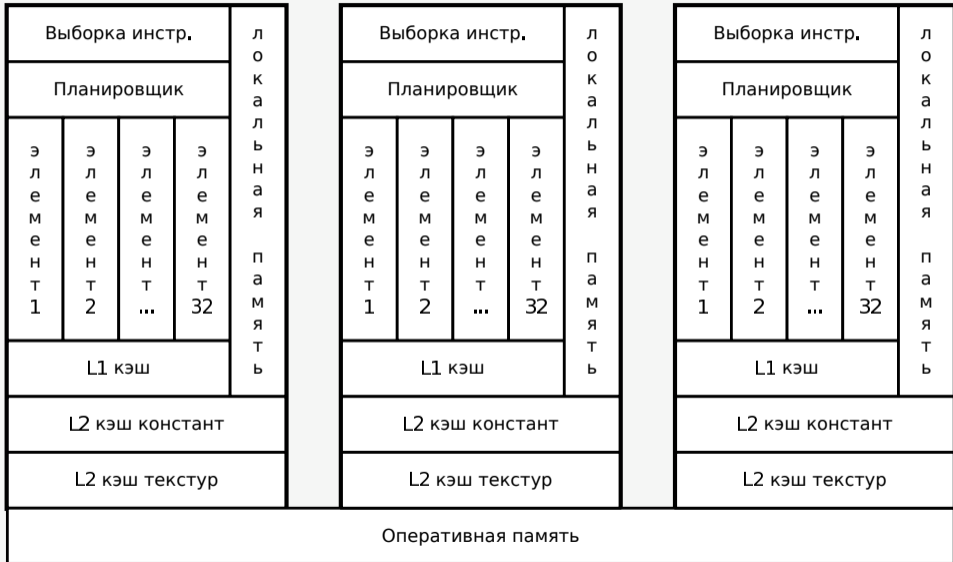 Выборка инстр.
Планировщик
элемент 1
элемент 2
элемент ...
элемент 32
локальная память
L1 кэш
L2 кэш констант
L2 кэш текстур
Выборка инстр.
Планировщик
элемент 1
элемент 2
элемент ...
элемент 32
локальная память
L1 кэш
L2 кэш констант
L2 кэш текстур
Выборка инстр.
Планировщик
элемент 1
элемент 2
элемент ...
элемент 32
локальная память
L1 кэш
L2 кэш констант
L2 кэш текстур
Оперативная память